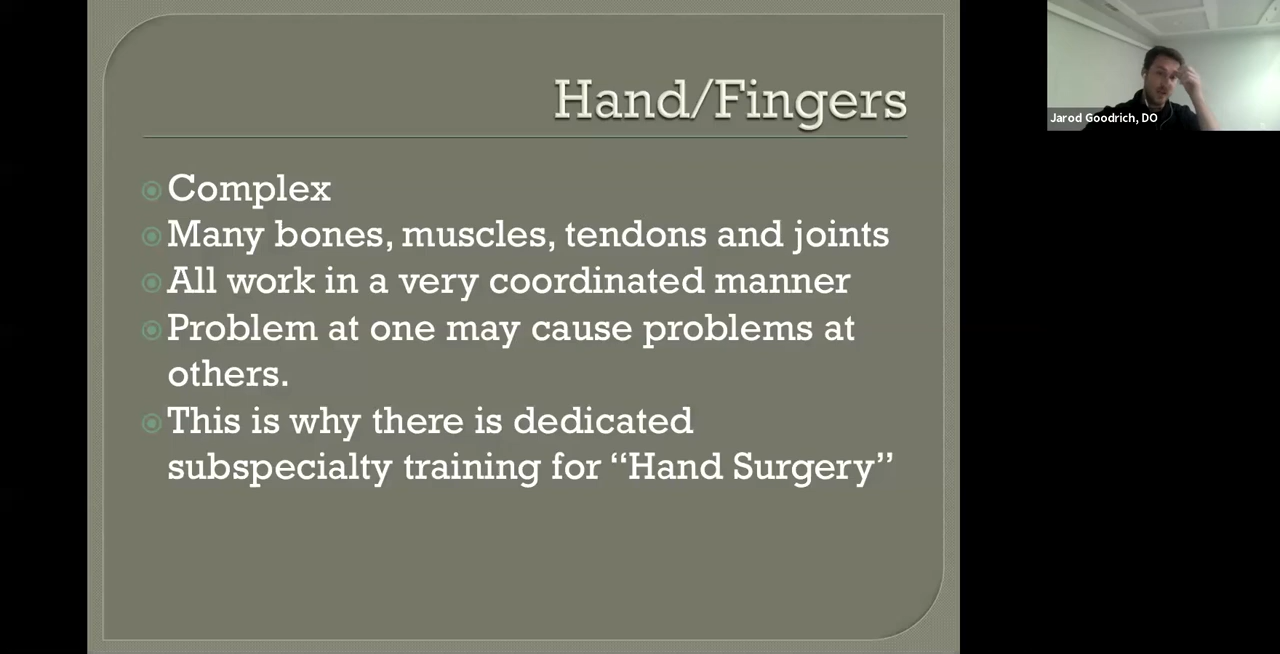 Hand/Fingers
Complex
Many bones, muscles, tendons and joints
All work in a very coordinated manner
Problem at one may cause problems at
others.
This is why there is dedicated
subspecialty training for “Hand Surgery”
Jarod Goodrich, DO